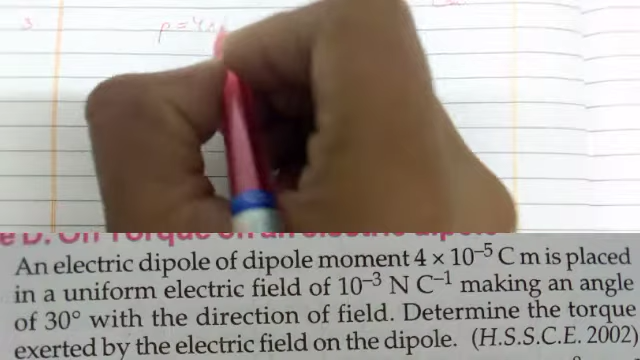 3.
p = 4
An electric dipole of dipole moment 4 × 10⁻⁵ C m is placed
in a uniform electric field of 10⁻³ N C⁻¹ making an angle
of 30° with the direction of field. Determine the torque
exerted by the electric field on the dipole. (H.S.S.C.E. 2002)